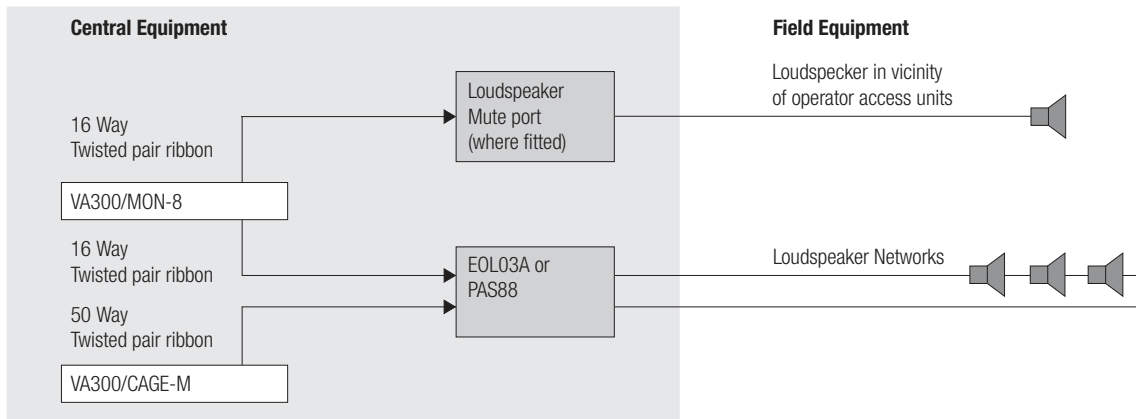 Central Equipment
Field Equipment
Loudspeaker
Mute port
(where fitted)
Loudspecker in vicinity
of operator access units
16 Way
Twisted pair ribbon
VA300/MON-8
16 Way
Twisted pair ribbon
EOL03A or
PAS88
Loudspeaker Networks
50 Way
Twisted pair ribbon
VA300/CAGE-M